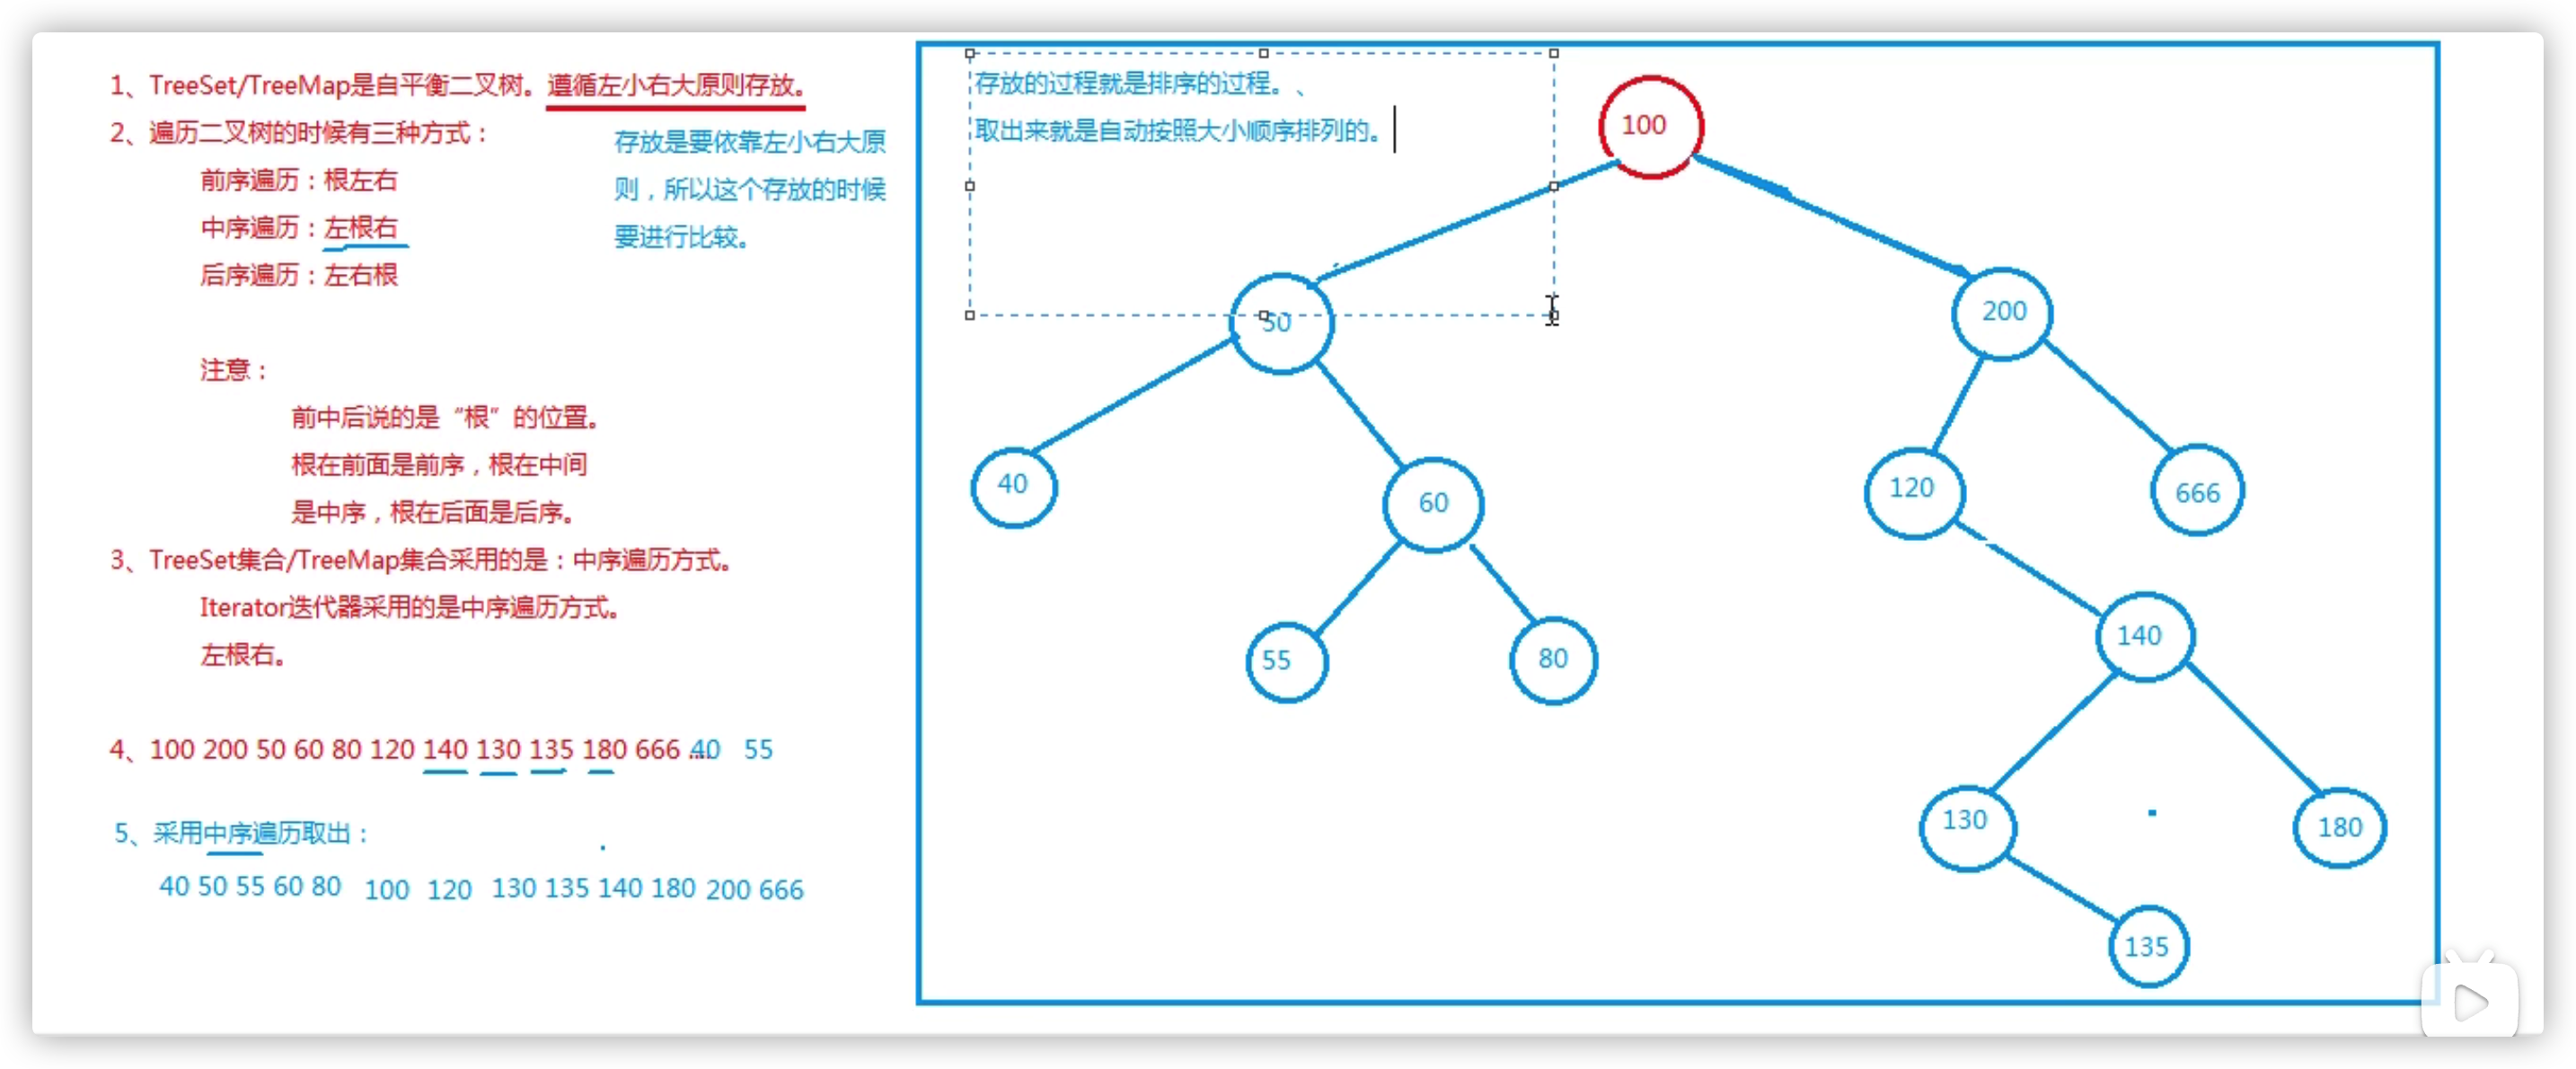 1、TreeSet/TreeMap是自平衡二叉树。遵循左小右大原则存放。
2、遍历二叉树的时候有三种方式：
前序遍历：根左右
中序遍历：左根右
后序遍历：左右根
存放是要依靠左小右大原
则，所以这个存放的时候
要进行比较。
注意：
前中后说的是“根”的位置。
根在前面是前序，根在中间
是中序，根在后面是后序。
3、TreeSet集合/TreeMap集合采用的是：中序遍历方式。
Iterator迭代器采用的是中序遍历方式。
左根右。
4、100 200 50 60 80 120 140 130 135 180 666 ...40 55
5、采用中序遍历取出：
40 50 55 60 80 100 120 130 135 140 180 200 666
存放的过程就是排序的过程。、
取出来就是自动按照大小顺序排列的。
100
50
200
40
60
120
666
55
80
140
130
180
135